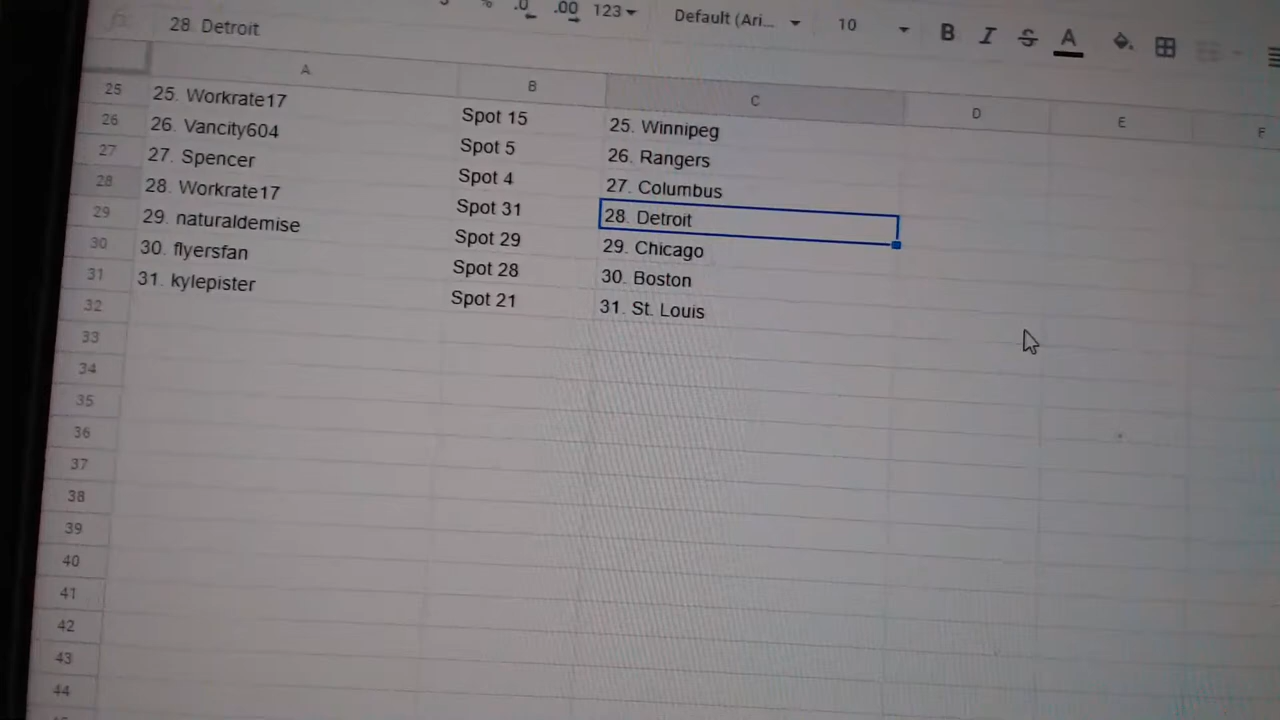 28. Detroit
% .0 .00 123 Default (Ari... 10 B I S A
A B C D E F
25 25. Workrate17 Spot 15 25. Winnipeg
26 26. Vancity604 Spot 5 26. Rangers
27 27. Spencer Spot 4 27. Columbus
28 28. Workrate17 Spot 31 28. Detroit
29 29. naturaldemise Spot 29 29. Chicago
30 30. flyersfan Spot 28 30. Boston
31 31. kylepister Spot 21 31. St. Louis
32
33
34
35
36
37
38
39
40
41
42
43
44